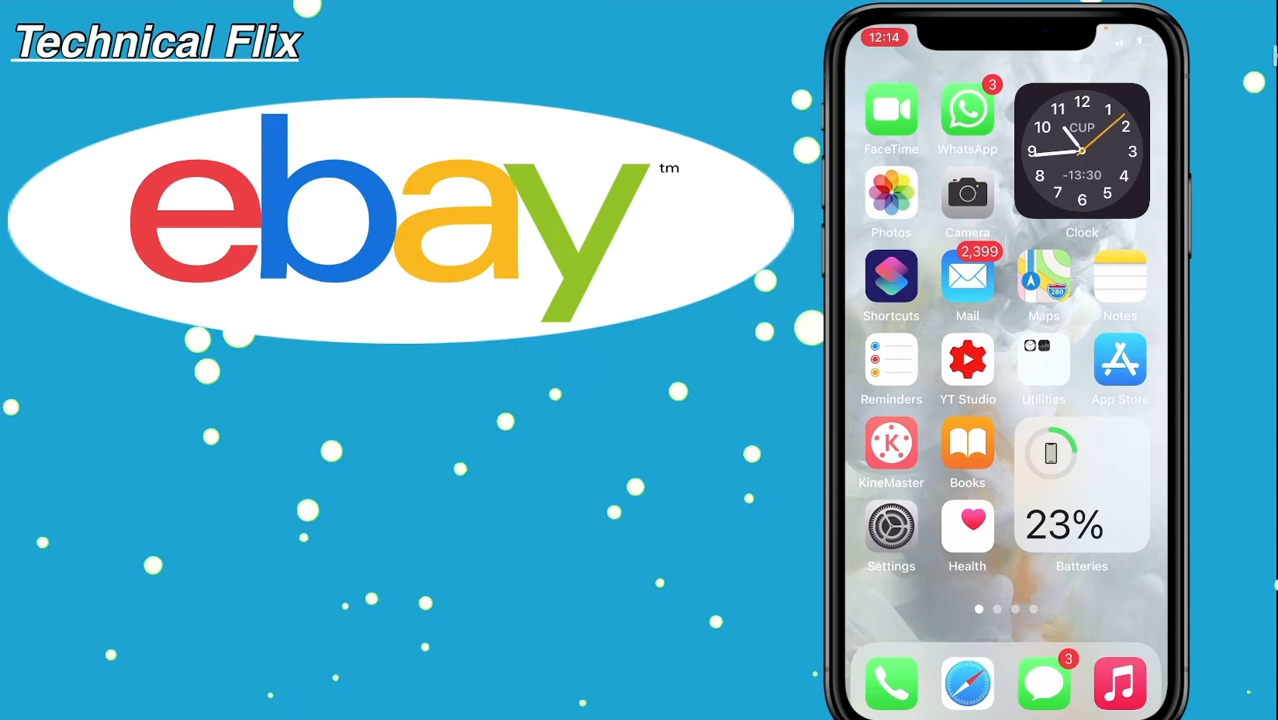 Technical Flix
ebay™
12:14
3
FaceTime
WhatsApp
12
1
2
3
4
5
6
7
8
9
10
11
CUP
-13:30
Photos
Camera
Clock
2,399
280
Shortcuts
Mail
Maps
Notes
Reminders
YT Studio
Utilities
App Store
K
KineMaster
Books
23%
Settings
Health
Batteries
3